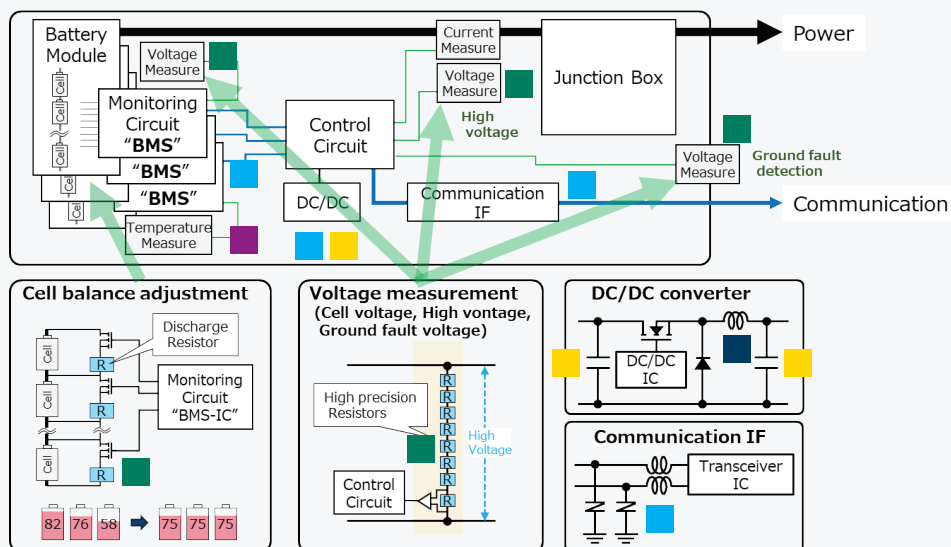 Battery
Module
Cell
Cell
Cell
Cell
Cell
Voltage
Measure
Monitoring
Circuit
“BMS”
“BMS”
“BMS”
Temperature
Measure
Control
Circuit
DC/DC
Current
Measure
Voltage
Measure
High
voltage
Junction Box
Communication
IF
Voltage
Measure
Ground fault
detection
Power
Communication
Cell balance adjustment
Discharge
Resistor
Cell
R
Cell
R
Cell
R
Monitoring
Circuit
“BMS-IC”
82 76 58 75 75 75
Voltage measurement
(Cell voltage, High vontage,
Ground fault voltage)
High precision
Resistors
R
R
R
R
R
R
R
R
High
Voltage
Control
Circuit
DC/DC converter
DC/DC
IC
Communication IF
Transceiver
IC